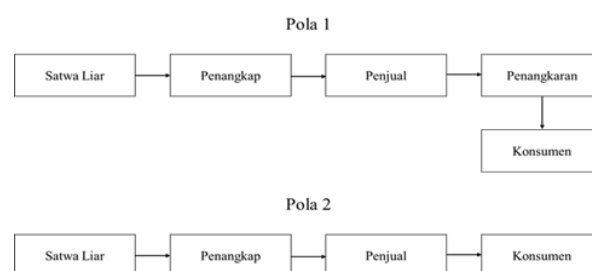 Pola 1
Satwa Liar
Penangkap
Penjual
Penangkaran
Konsumen
Pola 2
Satwa Liar
Penangkap
Penjual
Konsumen